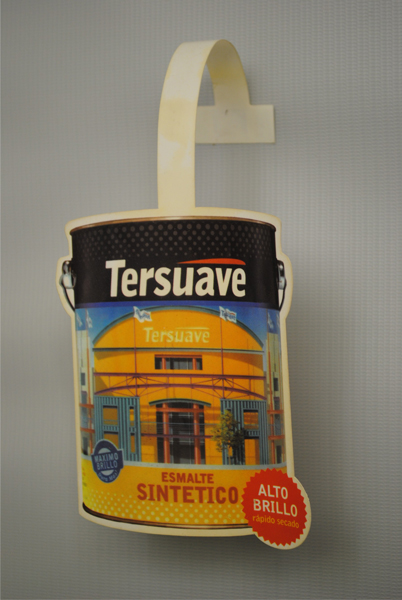 Tersuave
Tersuave
MAXIMO
BRILLO
ESMALTE
SINTETICO
ALTO
BRILLO
rápido secado